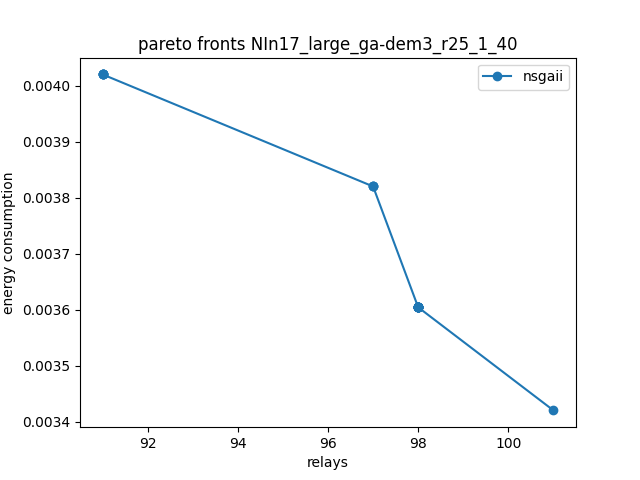 pareto fronts NIn17_large_ga-dem3_r25_1_40
nsgaii
0.0040
0.0039
0.0038
0.0037
0.0036
0.0035
0.0034
energy consumption
92 94 96 98 100
relays